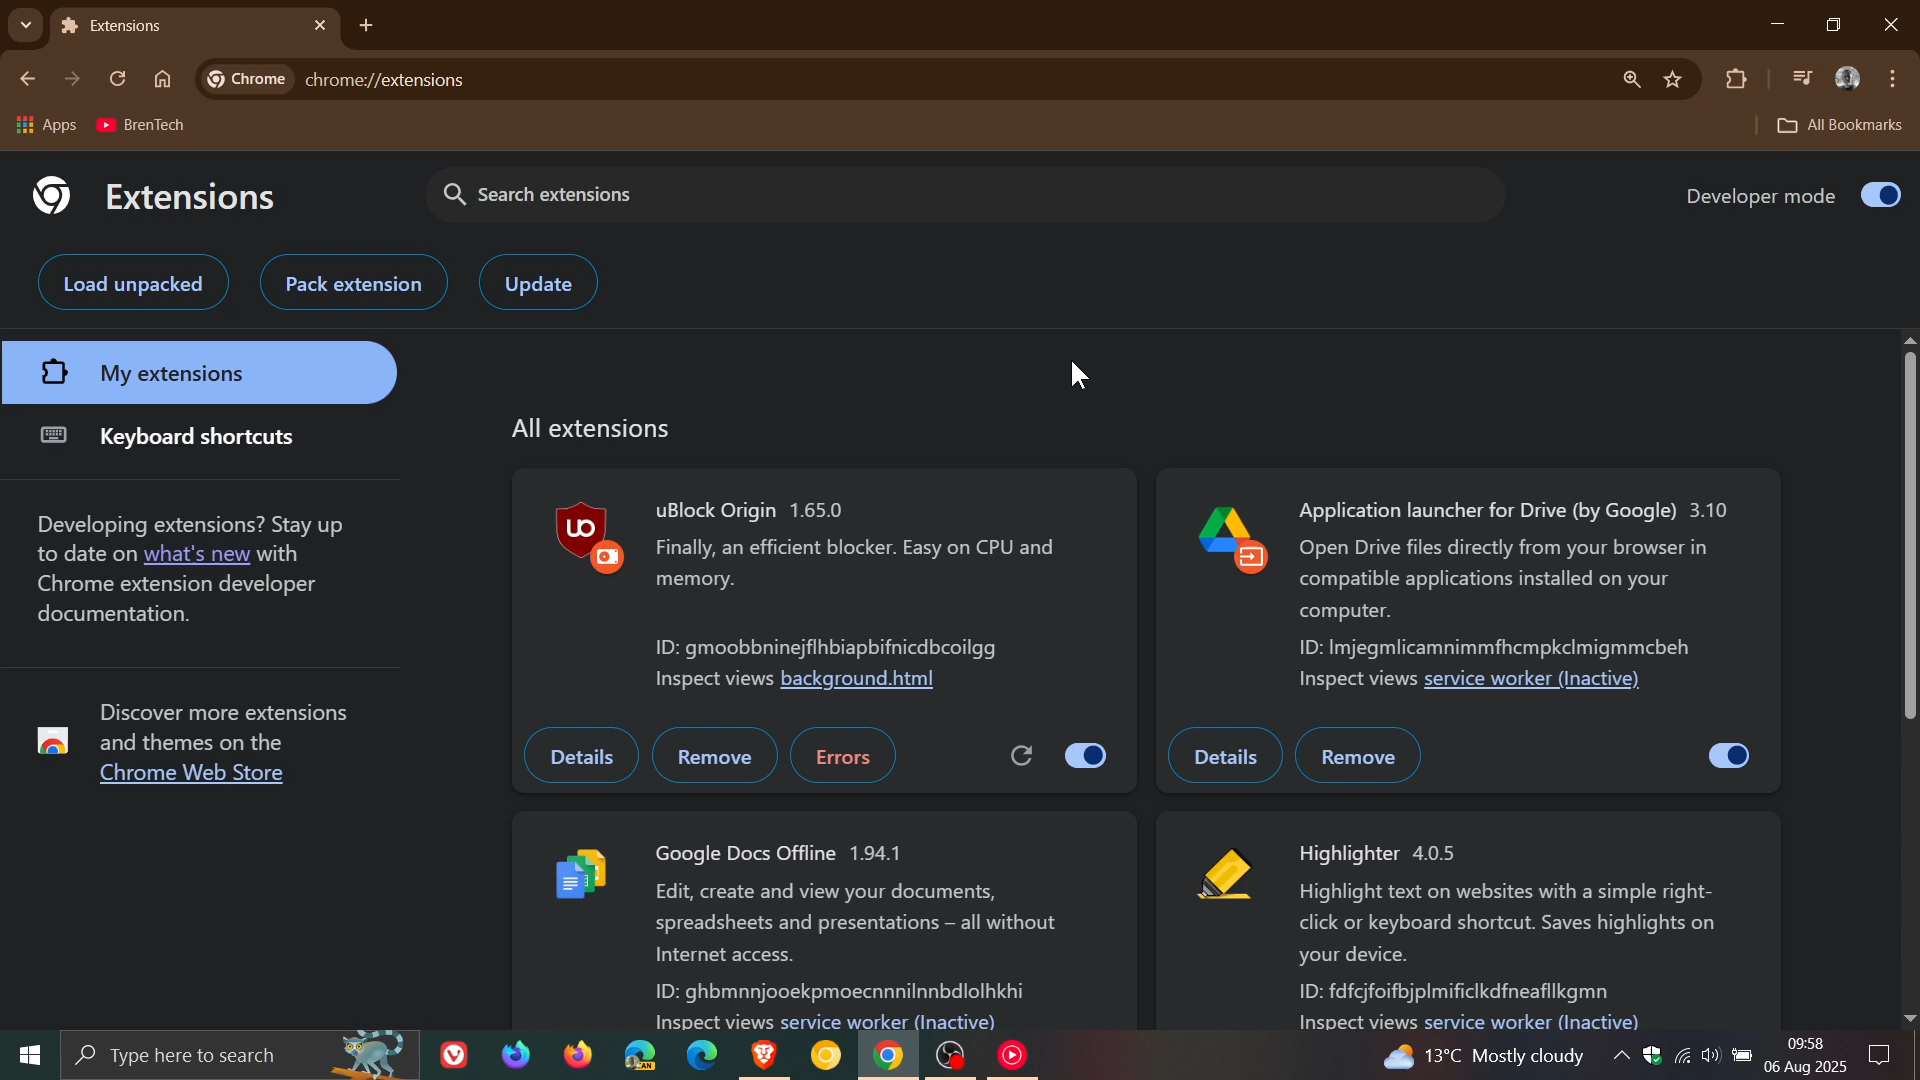 Extensions
Chrome
chrome://extensions
Apps
BrenTech
All Bookmarks
Extensions
Search extensions
Developer mode
Load unpacked
Pack extension
Update
My extensions
Keyboard shortcuts
Developing extensions? Stay up
to date on what's new with
Chrome extension developer
documentation.
Discover more extensions
and themes on the
Chrome Web Store
All extensions
uBlock Origin 1.65.0
Finally, an efficient blocker. Easy on CPU and
memory.
ID: gmoobbninejflhbiapbifnicdbcoilgg
Inspect views background.html
Details
Remove
Errors
Application launcher for Drive (by Google) 3.10
Open Drive files directly from your browser in
compatible applications installed on your
computer.
ID: lmjegmlicamnimmfhcmpkclmigmmcbeh
Inspect views service worker (Inactive)
Details
Remove
Google Docs Offline 1.94.1
Edit, create and view your documents,
spreadsheets and presentations – all without
Internet access.
ID: ghbmnnjooekpmoecnnnilnnbdlolhkhi
Inspect views service worker (Inactive)
Highlighter 4.0.5
Highlight text on websites with a simple right-
click or keyboard shortcut. Saves highlights on
your device.
ID: fdfcjfoifbjplmificlkdfneafllkgmn
Inspect views service worker (Inactive)
Type here to search
CAN
13°C Mostly cloudy
09:58
06 Aug 2025